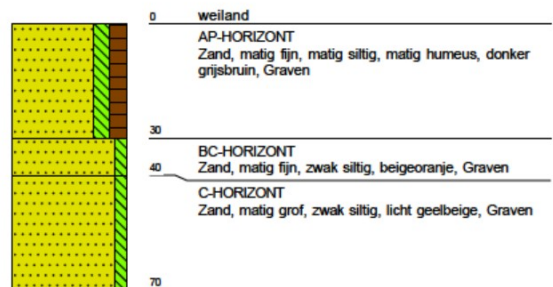 0 weiland
AP-HORIZONT
Zand, matig fijn, matig siltig, matig humeus, donker
grijsbruin, Graven
30
BC-HORIZONT
Zand, matig fijn, zwak siltig, beigeoranje, Graven
40
C-HORIZONT
Zand, matig grof, zwak siltig, licht geelbeige, Graven
70